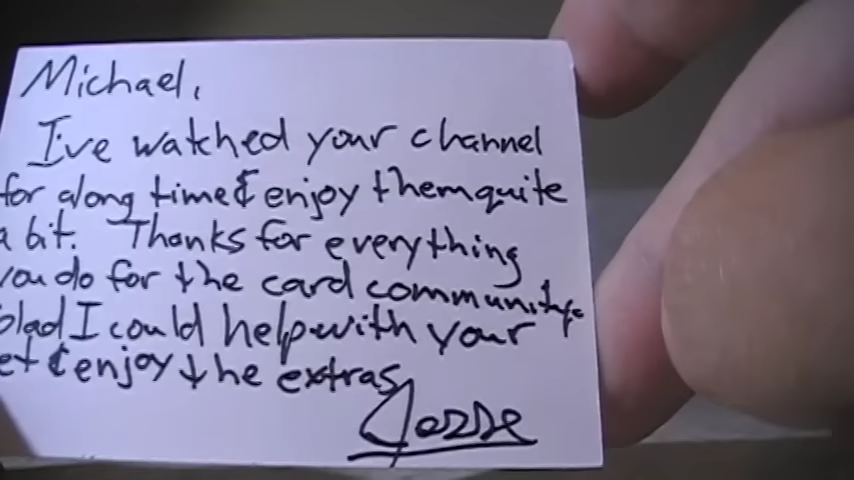 Michael,
I've watched your channel
for along time & enjoy them quite
a bit. Thanks for everything
you do for the card community.
Glad I could help with your
set & enjoy the extras
Jesse